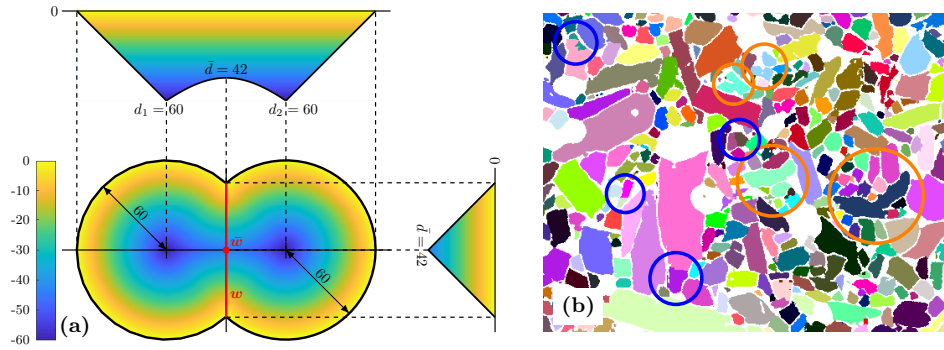 0
d̄ = 42
d₁ = 60
d₂ = 60
0
-10
-20
-30
-40
-50
-60
60
w̄
w
60
0
d̄ = 42
(a)
(b)